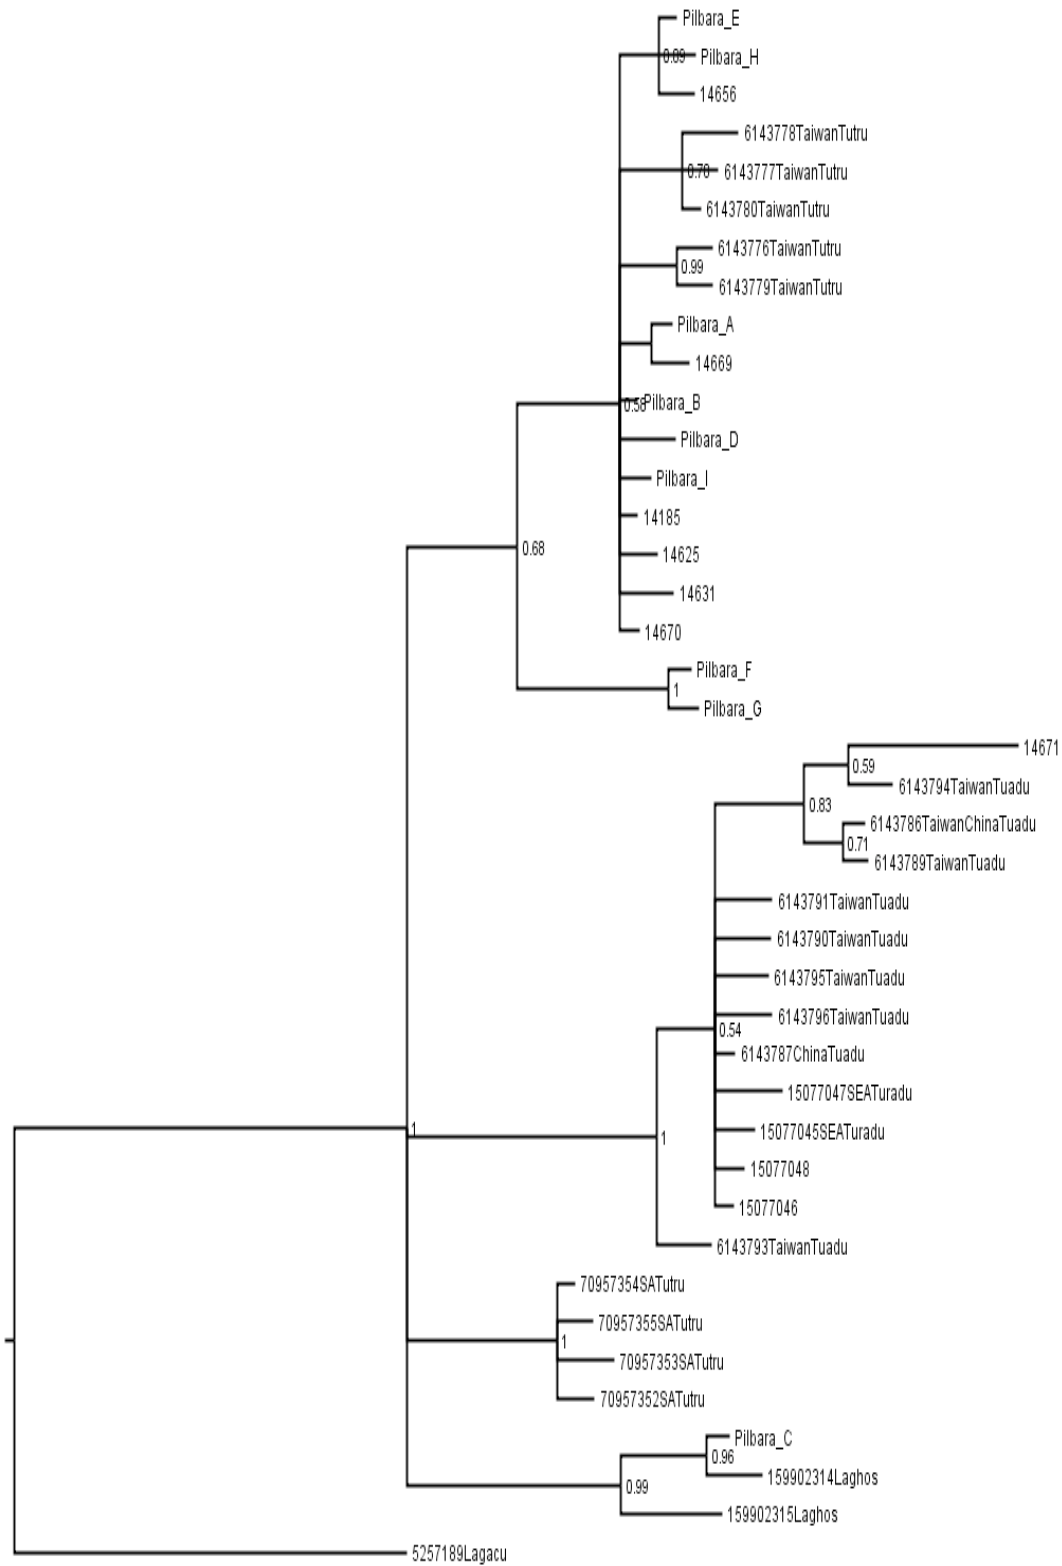 Pilbara_E
0.89
Pilbara_H
14656
6143778TaiwanTutru
0.70 6143777TaiwanTutru
6143780TaiwanTutru
6143776TaiwanTutru
0.99
6143779TaiwanTutru
Pilbara_A
14669
0.58 Pilbara_B
Pilbara_D
Pilbara_I
14185
0.68
14625
14631
14670
Pilbara_F
1
Pilbara_G
14671
0.59
6143794TaiwanTuadu
0.83
6143786TaiwanChinaTuadu
0.71
6143789TaiwanTuadu
6143791TaiwanTuadu
6143790TaiwanTuadu
6143795TaiwanTuadu
6143796TaiwanTuadu
0.54
6143787ChinaTuadu
15077047SEATuradu
1
15077045SEATuradu
1
15077048
15077046
6143793TaiwanTuadu
70957354SATutru
70957355SATutru
1
70957353SATutru
70957352SATutru
Pilbara_C
0.96
159902314Laghos
0.99
159902315Laghos
5257189Lagacu